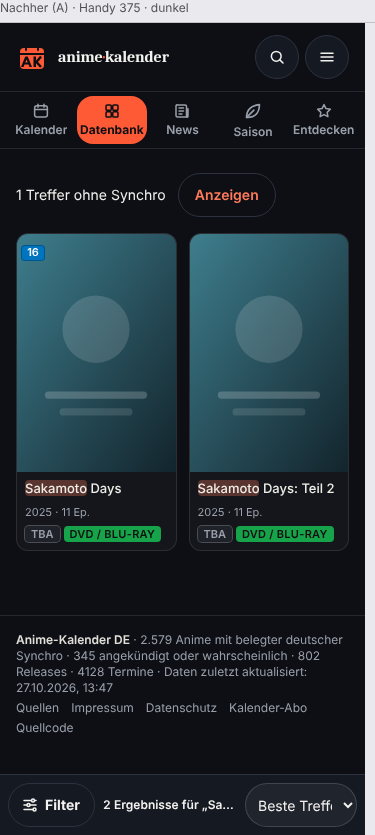 Nachher (A) · Handy 375 · dunkel
AK anime·kalender
Kalender Datenbank News Saison Entdecken
1 Treffer ohne Synchro Anzeigen
16
Sakamoto Days
2025 · 11 Ep.
TBA DVD / BLU-RAY
Sakamoto Days: Teil 2
2025 · 11 Ep.
TBA DVD / BLU-RAY
Anime-Kalender DE · 2.579 Anime mit belegter deutscher
Synchro · 345 angekündigt oder wahrscheinlich · 802
Releases · 4128 Termine · Daten zuletzt aktualisiert:
27.10.2026, 13:47
Quellen Impressum Datenschutz Kalender-Abo
Quellcode
Filter 2 Ergebnisse für „Sa... Beste Treff